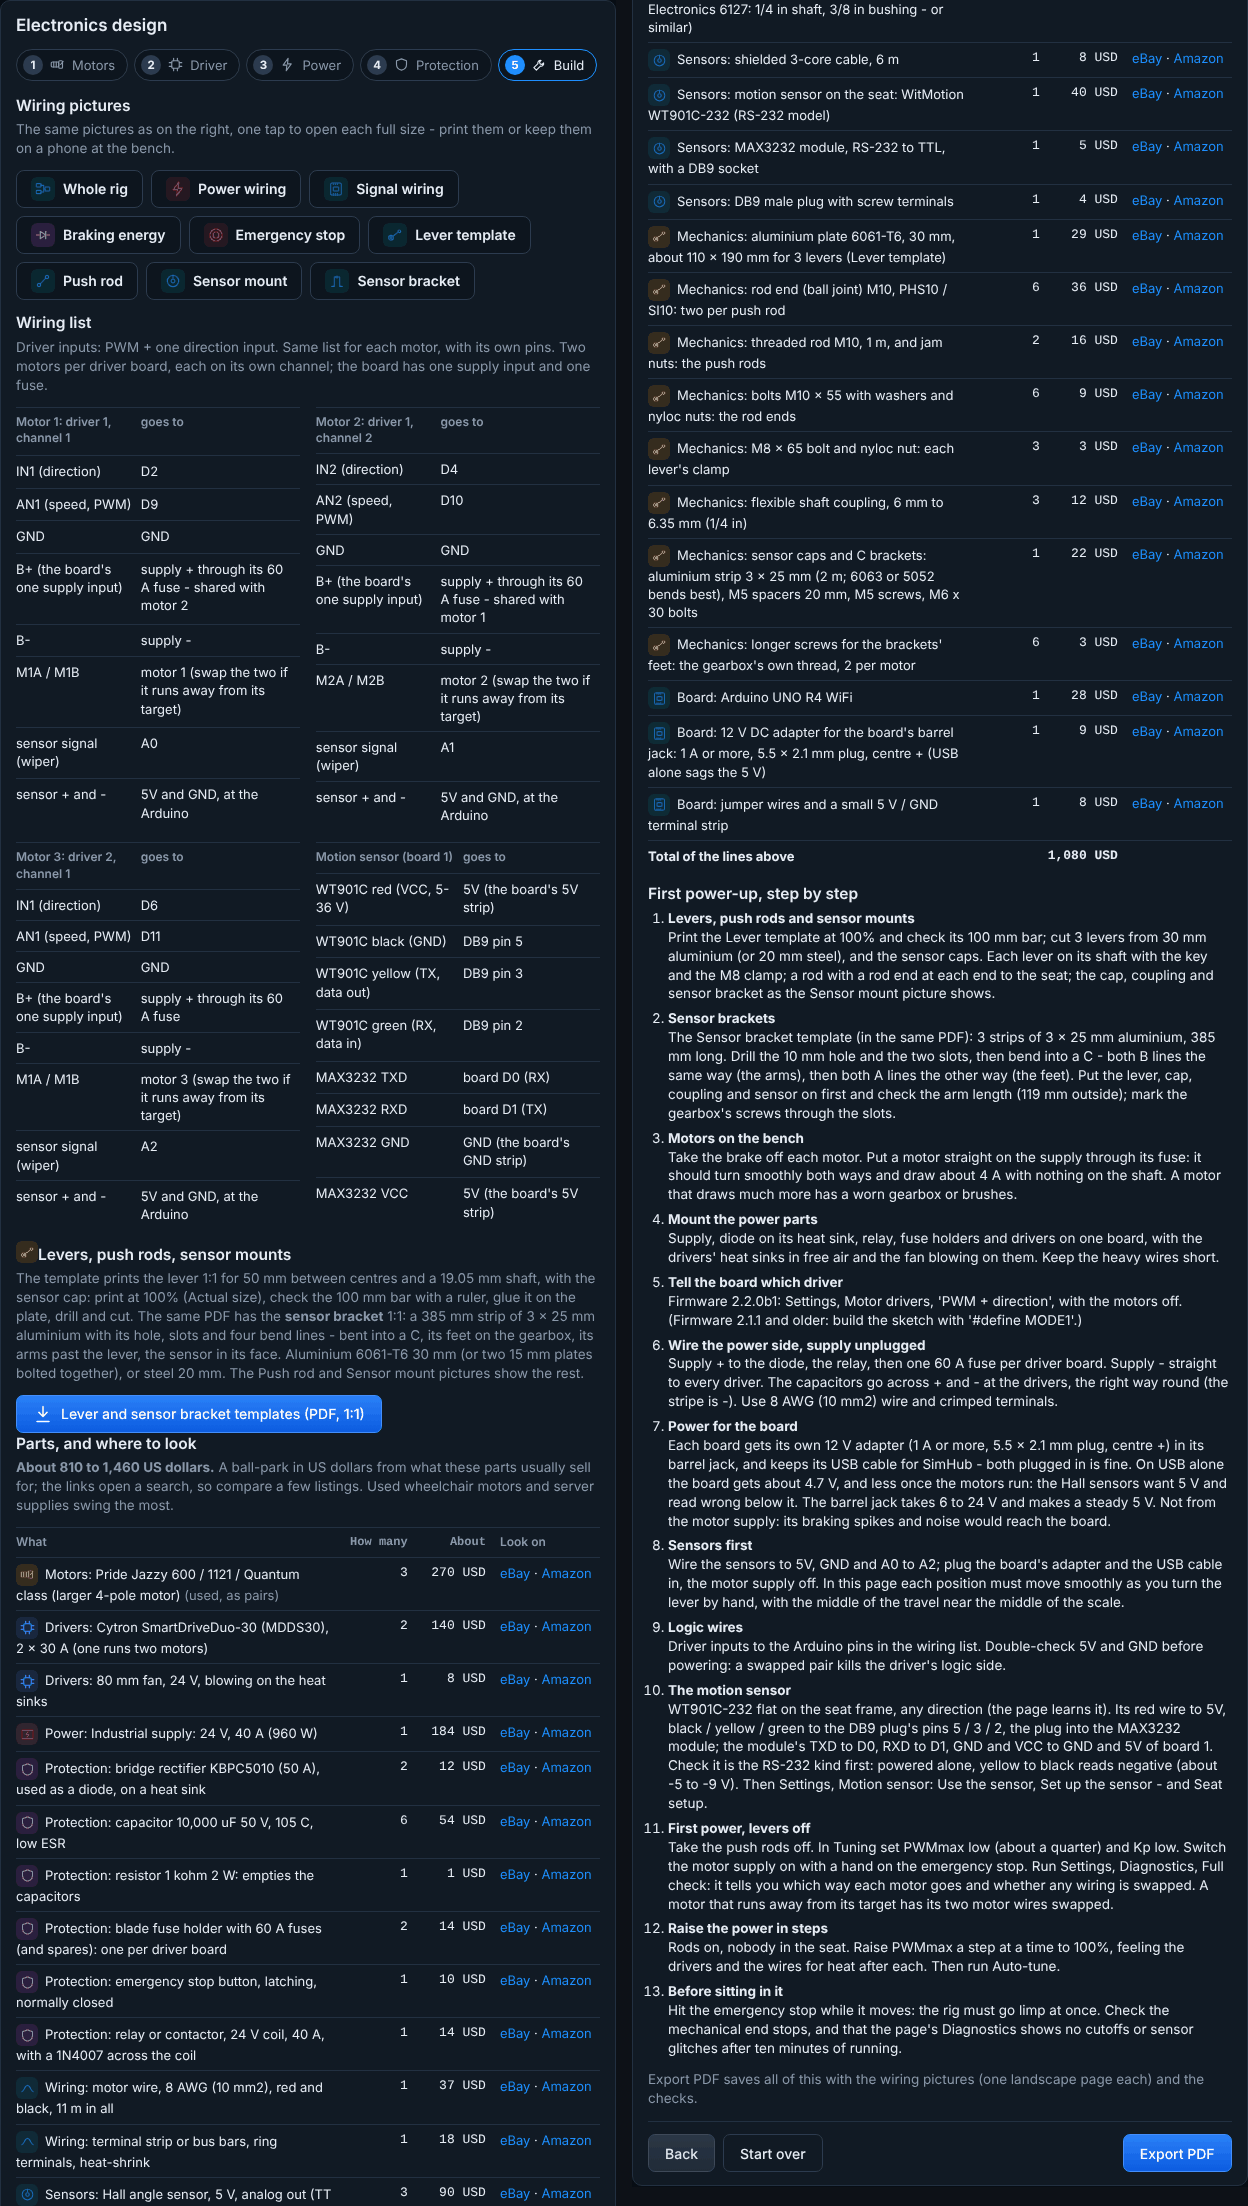 Electronics design
1 Motors
2 Driver
3 Power
4 Protection
5 Build
Wiring pictures
The same pictures as on the right, one tap to open each full size - print them or keep them
on a phone at the bench.
Whole rig
Power wiring
Signal wiring
Braking energy
Emergency stop
Lever template
Push rod
Sensor mount
Sensor bracket
Wiring list
Driver inputs: PWM + one direction input. Same list for each motor, with its own pins. Two
motors per driver board, each on its own channel; the board has one supply input and one
fuse.
Motor 1: driver 1, goes to
channel 1
IN1 (direction) D2
AN1 (speed, PWM) D9
GND GND
B+ (the board's supply + through its 60
one supply input) A fuse - shared with
motor 2
B- supply -
M1A / M1B motor 1 (swap the two if
it runs away from its
target)
sensor signal A0
(wiper)
sensor + and - 5V and GND, at the
Arduino
Motor 2: driver 1, goes to
channel 2
IN2 (direction) D4
AN2 (speed, D10
PWM)
GND GND
B+ (the board's supply + through its 60
one supply input) A fuse - shared with
motor 1
B- supply -
M2A / M2B motor 2 (swap the two if
it runs away from its
target)
sensor signal A1
(wiper)
sensor + and - 5V and GND, at the
Arduino
Motor 3: driver 2, goes to
channel 1
IN1 (direction) D6
AN1 (speed, PWM) D11
GND GND
B+ (the board's supply + through its 60
one supply input) A fuse
B- supply -
M1A / M1B motor 3 (swap the two if
it runs away from its
target)
sensor signal A2
(wiper)
sensor + and - 5V and GND, at the
Arduino
Motion sensor (board 1) goes to
WT901C red (VCC, 5- 5V (the board's 5V
36 V) strip)
WT901C black (GND) DB9 pin 5
WT901C yellow (TX, DB9 pin 3
data out)
WT901C green (RX, DB9 pin 2
data in)
MAX3232 TXD board D0 (RX)
MAX3232 RXD board D1 (TX)
MAX3232 GND GND (the board's
GND strip)
MAX3232 VCC 5V (the board's 5V
strip)
Levers, push rods, sensor mounts
The template prints the lever 1:1 for 50 mm between centres and a 19.05 mm shaft, with the
sensor cap: print at 100% (Actual size), check the 100 mm bar with a ruler, glue it on the
plate, drill and cut. The same PDF has the sensor bracket 1:1: a 385 mm strip of 3 × 25 mm
aluminium with its hole, slots and four bend lines - bent into a C, its feet on the gearbox, its
arms past the lever, the sensor in its face. Aluminium 6061-T6 30 mm (or two 15 mm plates
bolted together), or steel 20 mm. The Push rod and Sensor mount pictures show the rest.
Lever and sensor bracket templates (PDF, 1:1)
Parts, and where to look
About 810 to 1,460 US dollars. A ball-park in US dollars from what these parts usually sell
for; the links open a search, so compare a few listings. Used wheelchair motors and server
supplies swing the most.
What How many About Look on
Motors: Pride Jazzy 600 / 1121 / Quantum 3 270 USD eBay · Amazon
class (larger 4-pole motor) (used, as pairs)
Drivers: Cytron SmartDriveDuo-30 (MDDS30), 2 140 USD eBay · Amazon
2 × 30 A (one runs two motors)
Drivers: 80 mm fan, 24 V, blowing on the heat 1 8 USD eBay · Amazon
sinks
Power: Industrial supply: 24 V, 40 A (960 W) 1 184 USD eBay · Amazon
Protection: bridge rectifier KBPC5010 (50 A), 2 12 USD eBay · Amazon
used as a diode, on a heat sink
Protection: capacitor 10,000 uF 50 V, 105 C, 6 54 USD eBay · Amazon
low ESR
Protection: resistor 1 kohm 2 W: empties the 1 1 USD eBay · Amazon
capacitors
Protection: blade fuse holder with 60 A fuses 2 14 USD eBay · Amazon
(and spares): one per driver board
Protection: emergency stop button, latching, 1 10 USD eBay · Amazon
normally closed
Protection: relay or contactor, 24 V coil, 40 A, 1 14 USD eBay · Amazon
with a 1N4007 across the coil
Wiring: motor wire, 8 AWG (10 mm2), red and 1 37 USD eBay · Amazon
black, 11 m in all
Wiring: terminal strip or bus bars, ring 1 18 USD eBay · Amazon
terminals, heat-shrink
Sensors: Hall angle sensor, 5 V, analog out (TT 3 90 USD eBay · Amazon
Electronics 6127: 1/4 in shaft, 3/8 in bushing - or
similar)
Sensors: shielded 3-core cable, 6 m 1 8 USD eBay · Amazon
Sensors: motion sensor on the seat: WitMotion 1 40 USD eBay · Amazon
WT901C-232 (RS-232 model)
Sensors: MAX3232 module, RS-232 to TTL, 1 5 USD eBay · Amazon
with a DB9 socket
Sensors: DB9 male plug with screw terminals 1 4 USD eBay · Amazon
Mechanics: aluminium plate 6061-T6, 30 mm, 1 29 USD eBay · Amazon
about 110 × 190 mm for 3 levers (Lever template)
Mechanics: rod end (ball joint) M10, PHS10 / 6 36 USD eBay · Amazon
SI10: two per push rod
Mechanics: threaded rod M10, 1 m, and jam 2 16 USD eBay · Amazon
nuts: the push rods
Mechanics: bolts M10 × 55 with washers and 6 9 USD eBay · Amazon
nyloc nuts: the rod ends
Mechanics: M8 × 65 bolt and nyloc nut: each 3 3 USD eBay · Amazon
lever's clamp
Mechanics: flexible shaft coupling, 6 mm to 3 12 USD eBay · Amazon
6.35 mm (1/4 in)
Mechanics: sensor caps and C brackets: 1 22 USD eBay · Amazon
aluminium strip 3 × 25 mm (2 m; 6063 or 5052
bends best), M5 spacers 20 mm, M5 screws, M6 x
30 bolts
Mechanics: longer screws for the brackets' 6 3 USD eBay · Amazon
feet: the gearbox's own thread, 2 per motor
Board: Arduino UNO R4 WiFi 1 28 USD eBay · Amazon
Board: 12 V DC adapter for the board's barrel 1 9 USD eBay · Amazon
jack: 1 A or more, 5.5 × 2.1 mm plug, centre + (USB
alone sags the 5 V)
Board: jumper wires and a small 5 V / GND 1 8 USD eBay · Amazon
terminal strip
Total of the lines above 1,080 USD
First power-up, step by step
1. Levers, push rods and sensor mounts
Print the Lever template at 100% and check its 100 mm bar; cut 3 levers from 30 mm
aluminium (or 20 mm steel), and the sensor caps. Each lever on its shaft with the key
and the M8 clamp; a rod with a rod end at each end to the seat; the cap, coupling and
sensor bracket as the Sensor mount picture shows.
2. Sensor brackets
The Sensor bracket template (in the same PDF): 3 strips of 3 × 25 mm aluminium, 385
mm long. Drill the 10 mm hole and the two slots, then bend into a C - both B lines the
same way (the arms), then both A lines the other way (the feet). Put the lever, cap,
coupling and sensor on first and check the arm length (119 mm outside); mark the
gearbox's screws through the slots.
3. Motors on the bench
Take the brake off each motor. Put a motor straight on the supply through its fuse: it
should turn smoothly both ways and draw about 4 A with nothing on the shaft. A motor
that draws much more has a worn gearbox or brushes.
4. Mount the power parts
Supply, diode on its heat sink, relay, fuse holders and drivers on one board, with the
drivers' heat sinks in free air and the fan blowing on them. Keep the heavy wires short.
5. Tell the board which driver
Firmware 2.2.0b1: Settings, Motor drivers, 'PWM + direction', with the motors off.
(Firmware 2.1.1 and older: build the sketch with '#define MODE1'.)
6. Wire the power side, supply unplugged
Supply + to the diode, the relay, then one 60 A fuse per driver board. Supply - straight
to every driver. The capacitors go across + and - at the drivers, the right way round (the
stripe is -). Use 8 AWG (10 mm2) wire and crimped terminals.
7. Power for the board
Each board gets its own 12 V adapter (1 A or more, 5.5 × 2.1 mm plug, centre +) in its
barrel jack, and keeps its USB cable for SimHub - both plugged in is fine. On USB alone
the board gets about 4.7 V, and less once the motors run: the Hall sensors want 5 V and
read wrong below it. The barrel jack takes 6 to 24 V and makes a steady 5 V. Not from
the motor supply: its braking spikes and noise would reach the board.
8. Sensors first
Wire the sensors to 5V, GND and A0 to A2; plug the board's adapter and the USB cable
in, the motor supply off. In this page each position must move smoothly as you turn the
lever by hand, with the middle of the travel near the middle of the scale.
9. Logic wires
Driver inputs to the Arduino pins in the wiring list. Double-check 5V and GND before
powering: a swapped pair kills the driver's logic side.
10. The motion sensor
WT901C-232 flat on the seat frame, any direction (the page learns it). Its red wire to 5V,
black / yellow / green to the DB9 plug's pins 5 / 3 / 2, the plug into the MAX3232
module; the module's TXD to D0, RXD to D1, GND and VCC to GND and 5V of board 1.
Check it is the RS-232 kind first: powered alone, yellow to black reads negative (about
-5 to -9 V). Then Settings, Motion sensor: Use the sensor, Set up the sensor - and Seat
setup.
11. First power, levers off
Take the push rods off. In Tuning set PWMmax low (about a quarter) and Kp low. Switch
the motor supply on with a hand on the emergency stop. Run Settings, Diagnostics, Full
check: it tells you which way each motor goes and whether any wiring is swapped. A
motor that runs away from its target has its two motor wires swapped.
12. Raise the power in steps
Rods on, nobody in the seat. Raise PWMmax a step at a time to 100%, feeling the
drivers and the wires for heat after each. Then run Auto-tune.
13. Before sitting in it
Hit the emergency stop while it moves: the rig must go limp at once. Check the
mechanical end stops, and that the page's Diagnostics shows no cutoffs or sensor
glitches after ten minutes of running.
Export PDF saves all of this with the wiring pictures (one landscape page each) and the
checks.
Back
Start over
Export PDF